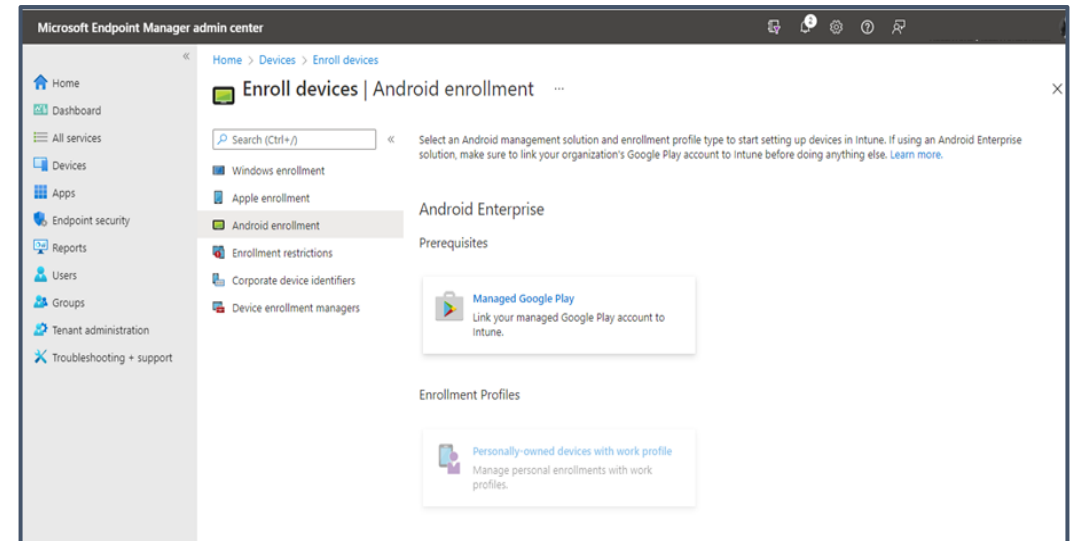 Microsoft Endpoint Manager admin center
2
«
Home
Dashboard
All services
Devices
Apps
Endpoint security
Reports
Users
Groups
Tenant administration
Troubleshooting + support
Home > Devices > Enroll devices
Enroll devices | Android enrollment ...
Search (Ctrl+/)
«
Windows enrollment
Apple enrollment
Android enrollment
Enrollment restrictions
Corporate device identifiers
Device enrollment managers
Select an Android management solution and enrollment profile type to start setting up devices in Intune. If using an Android Enterprise
solution, make sure to link your organization's Google Play account to Intune before doing anything else. Learn more.
Android Enterprise
Prerequisites
Managed Google Play
Link your managed Google Play account to
Intune.
Enrollment Profiles
Personally-owned devices with work profile
Manage personal enrollments with work
profiles.